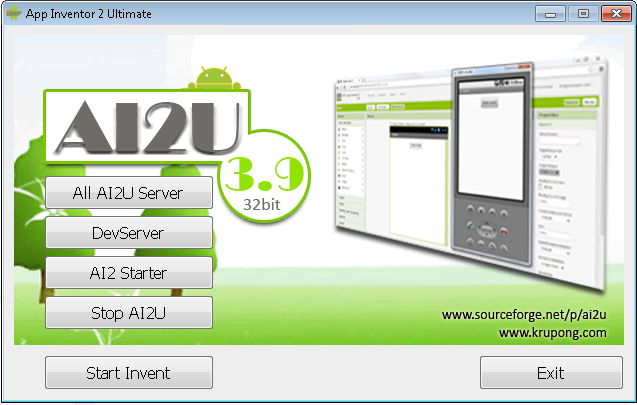 App Inventor 2 Ultimate
AI2U
3.9
32bit
All AI2U Server
DevServer
AI2 Starter
Stop AI2U
www.sourceforge.net/p/ai2u
www.krupong.com
Start Invent
Exit